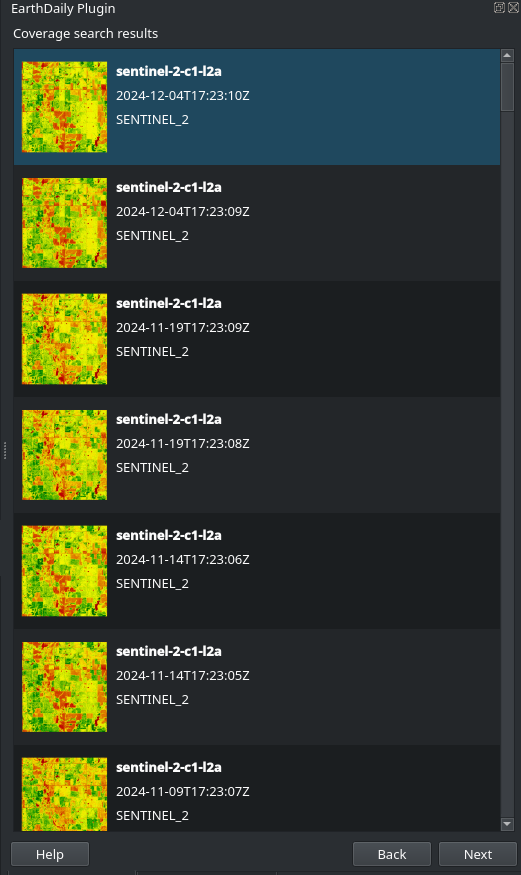 EarthDaily Plugin
Coverage search results
sentinel-2-c1-l2a
2024-12-04T17:23:10Z
SENTINEL_2
sentinel-2-c1-l2a
2024-12-04T17:23:09Z
SENTINEL_2
sentinel-2-c1-l2a
2024-11-19T17:23:09Z
SENTINEL_2
sentinel-2-c1-l2a
2024-11-19T17:23:08Z
SENTINEL_2
sentinel-2-c1-l2a
2024-11-14T17:23:06Z
SENTINEL_2
sentinel-2-c1-l2a
2024-11-14T17:23:05Z
SENTINEL_2
sentinel-2-c1-l2a
2024-11-09T17:23:07Z
SENTINEL_2
Help Back Next